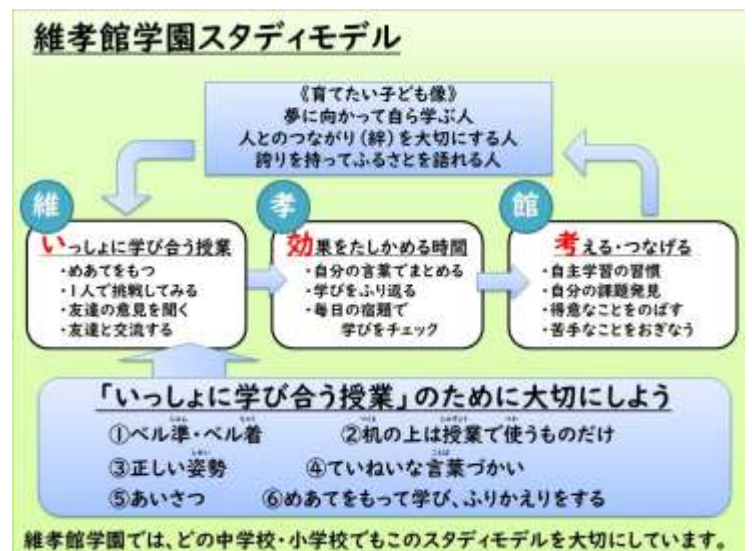 維孝館学園スタディモデル
《育てたい子ども像》
夢に向かって自ら学ぶ人
人とのつながり(絆)を大切にする人
誇りを持ってふるさとを語れる人
維
いっしょに学び合う授業
・めあてをもつ
・1人で挑戦してみる
・友達の意見を聞く
・友達と交流する
孝
効果をたしかめる時間
・自分の言葉でまとめる
・学びをふり返る
・毎日の宿題で
学びをチェック
館
考える・つなげる
・自主学習の習慣
・自分の課題発見
・得意なことをのばす
・苦手なことをおぎなう
「いっしょに学び合う授業」のために大切にしよう
①ベル準・ベル着 ②机の上は授業で使うものだけ
③正しい姿勢 ④ていねいな言葉づかい
⑤あいさつ ⑥めあてをもって学び、ふりかえりをする
維孝館学園では、どの中学校・小学校でもこのスタディモデルを大切にしています。